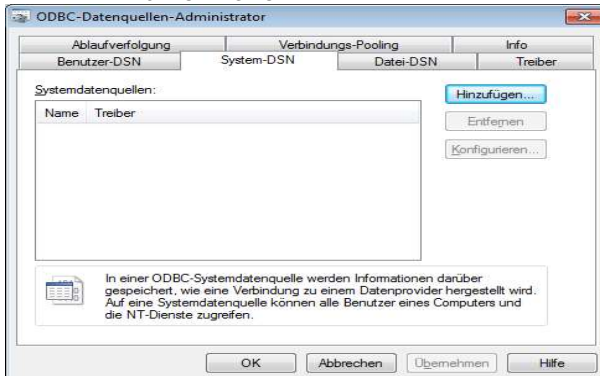 ODBC-Datenquellen-Administrator
Ablaufverfolgung Verbindungs-Pooling Info
Benutzer-DSN System-DSN Datei-DSN Treiber
Systemdatenquellen:
Name Treiber
Hinzufügen...
Entfernen
Konfigurieren...
In einer ODBC-Systemdatenquelle werden Informationen darüber
gespeichert, wie eine Verbindung zu einem Datenprovider hergestellt wird.
Auf eine Systemdatenquelle können alle Benutzer eines Computers und
die NT-Dienste zugreifen.
OK Abbrechen Übernehmen Hilfe